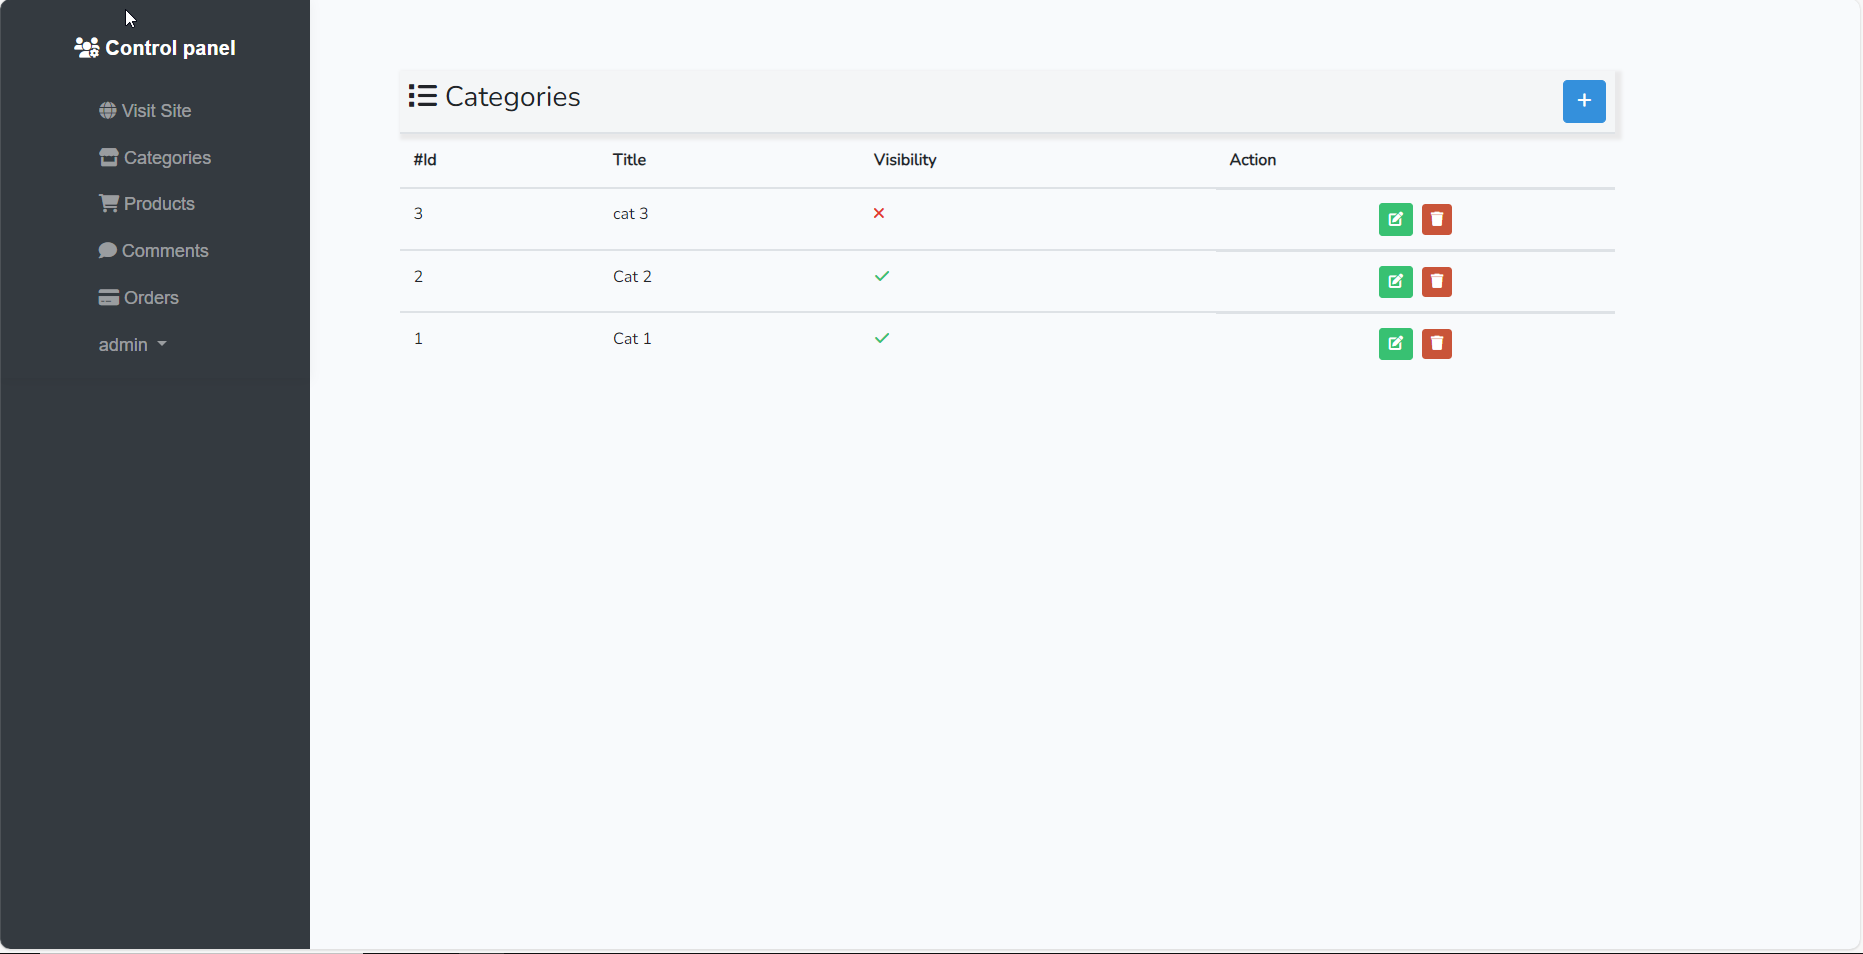 Control panel
Visit Site
Categories
Products
Comments
Orders
admin
Categories
+
#Id Title Visibility Action
3 cat 3
2 Cat 2
1 Cat 1